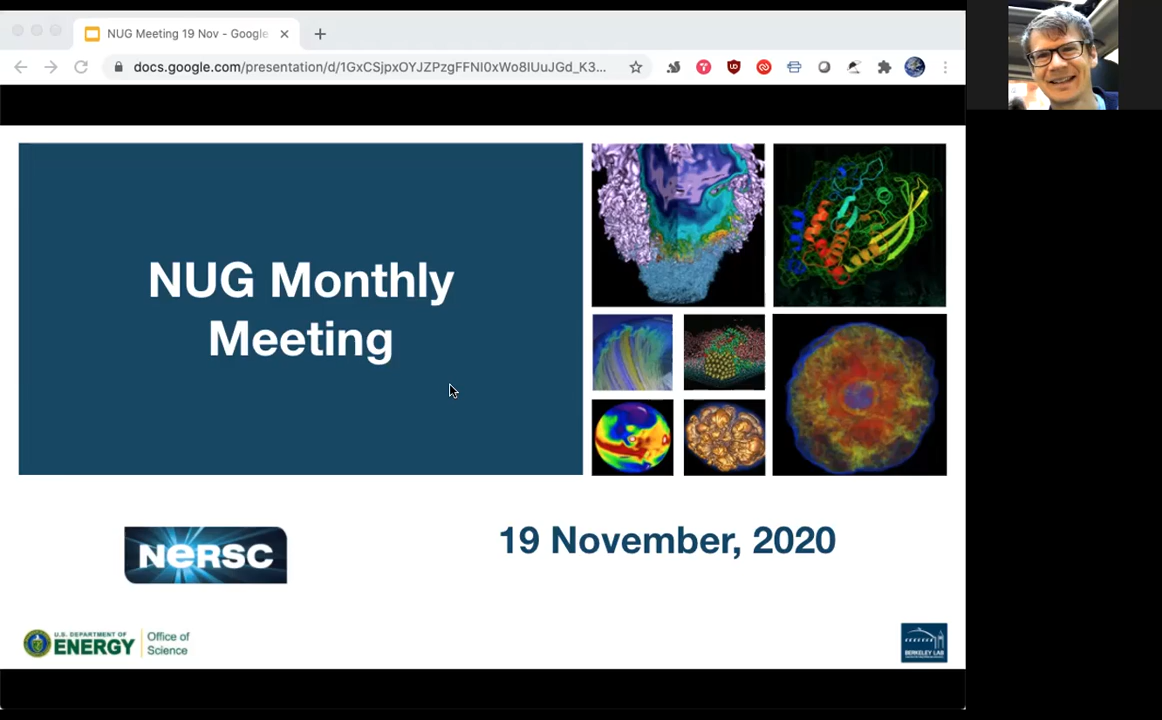 NUG Meeting 19 Nov - Google
docs.google.com/presentation/d/1GxCSjpxOYJZPzgFFNI0xWo8IUuJGd_K3...
NUG Monthly
Meeting
NERSC
19 November, 2020
U.S. DEPARTMENT OF
ENERGY
Office of
Science
BERKELEY LAB